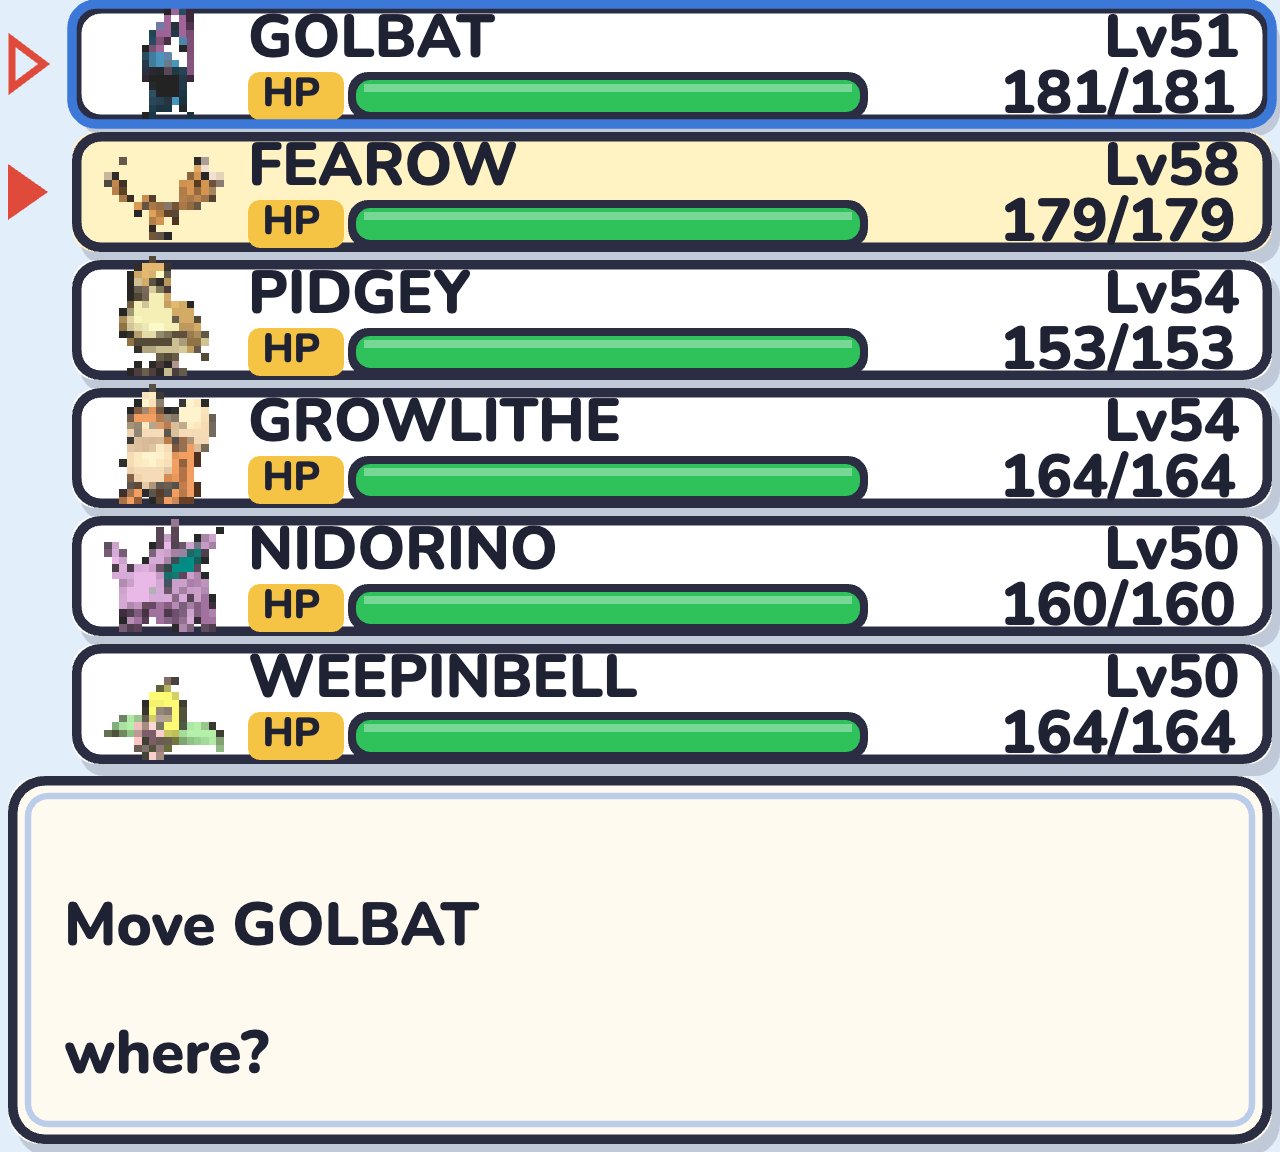 GOLBAT Lv51
HP 181/181
FEAROW Lv58
HP 179/179
PIDGEY Lv54
HP 153/153
GROWLITHE Lv54
HP 164/164
NIDORINO Lv50
HP 160/160
WEEPINBELL Lv50
HP 164/164
Move GOLBAT
where?